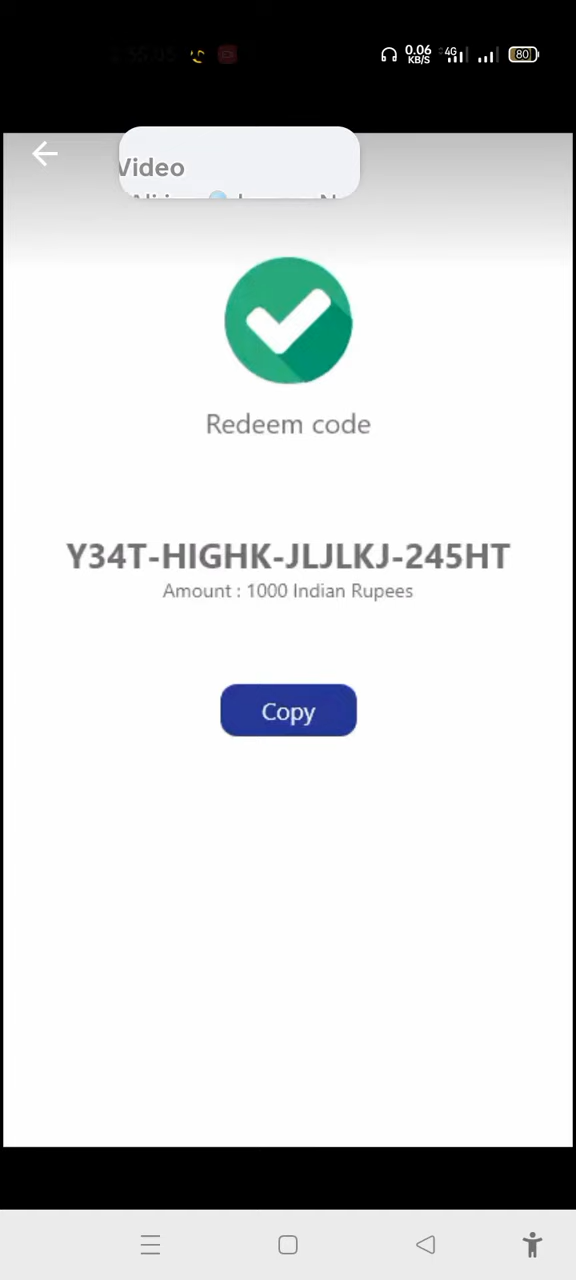 0.06
KB/S
4G
80
Video
Redeem code
Y34T-HIGHK-JLJLKJ-245HT
Amount : 1000 Indian Rupees
Copy